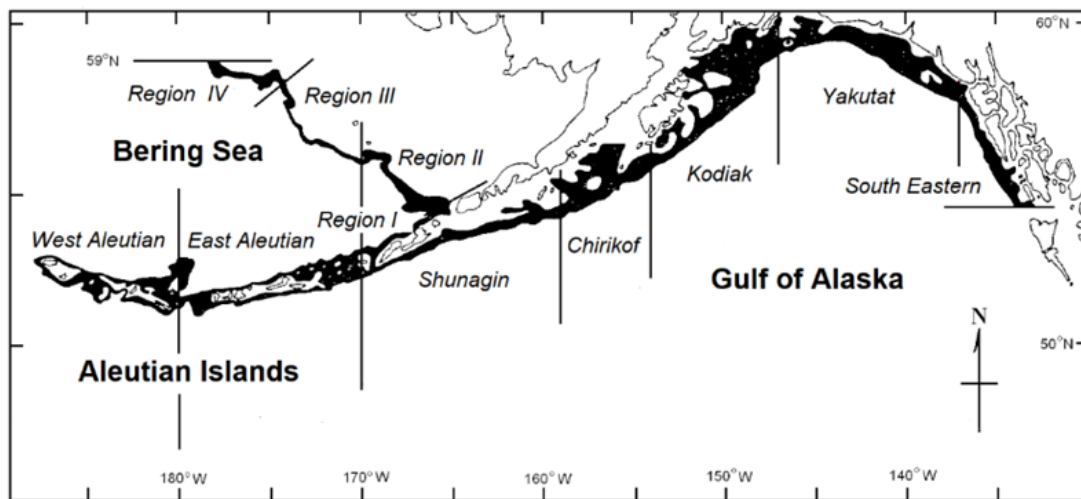 60°N
59°N
Region IV
Region III
Yakutat
Bering Sea
Region II
Kodiak
South Eastern
Region I
West Aleutian
East Aleutian
Chirikof
Shunagin
Gulf of Alaska
N
50°N
Aleutian Islands
180°W
170°W
160°W
150°W
140°W